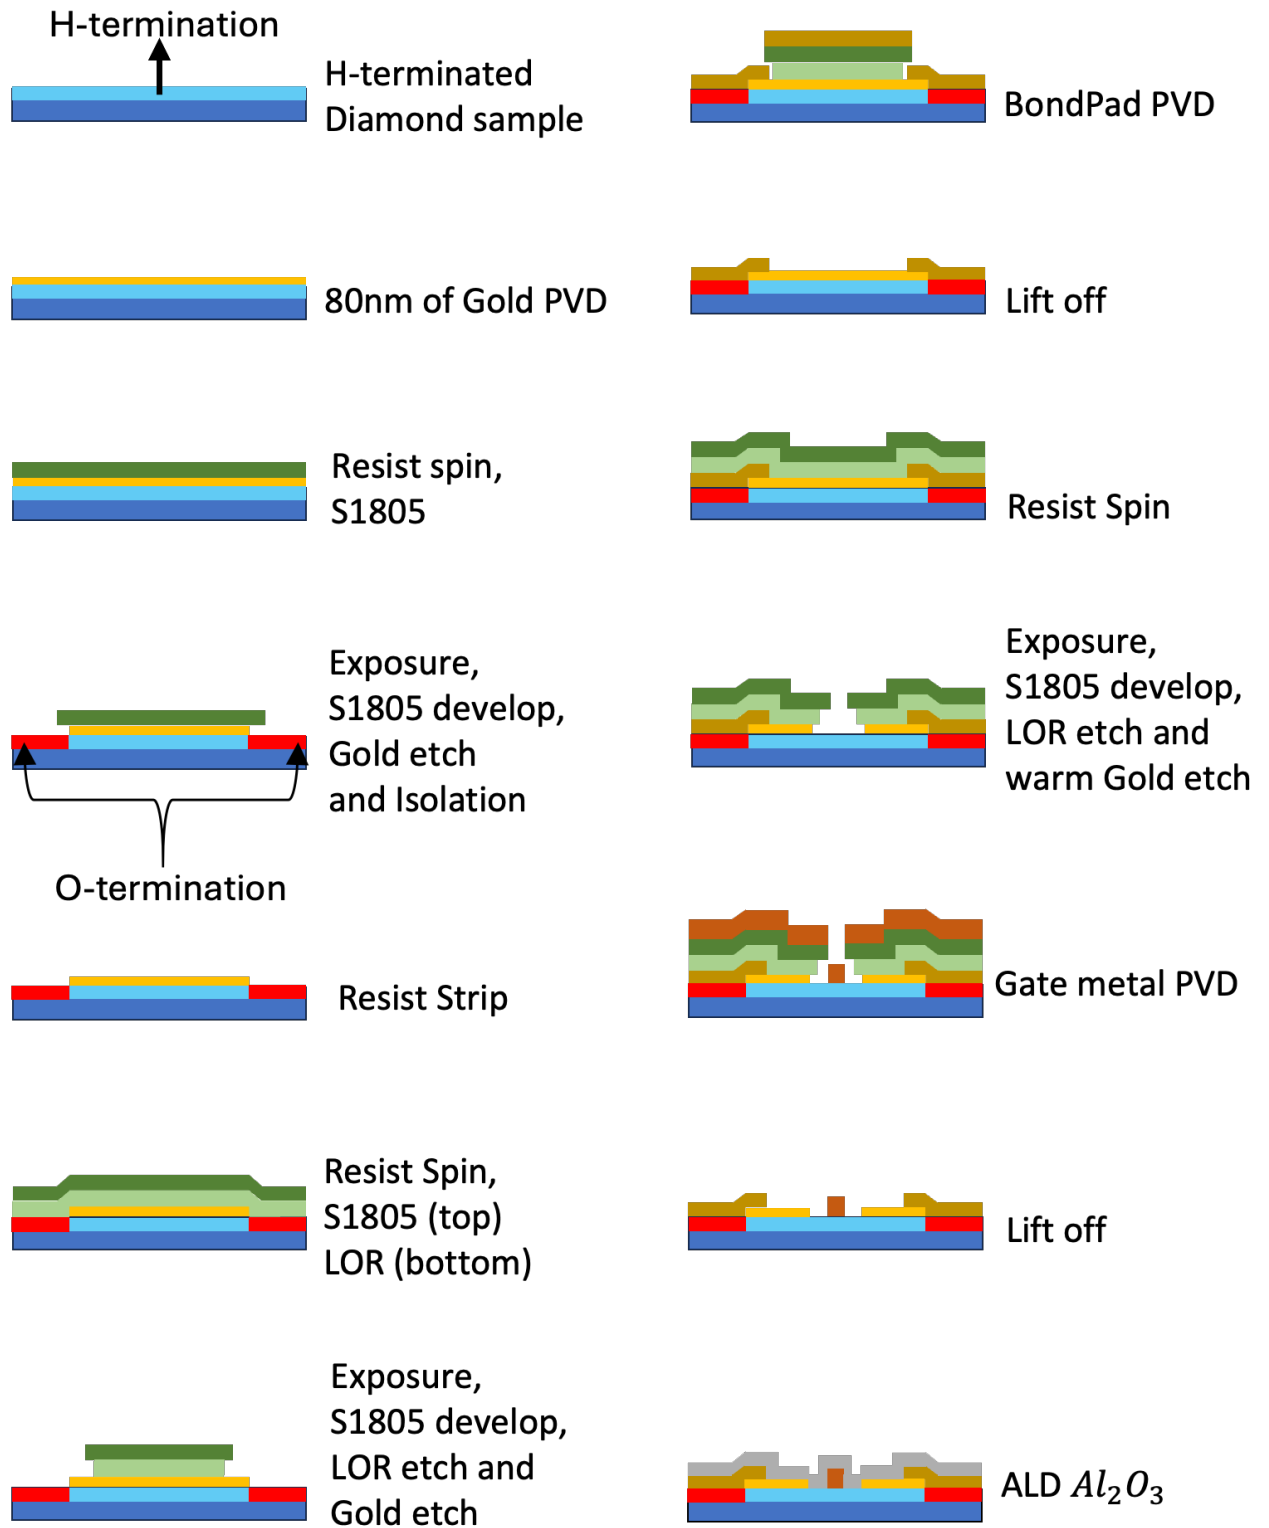 H-termination
H-terminated
Diamond sample
80nm of Gold PVD
Resist spin,
S1805
Exposure,
S1805 develop,
Gold etch
and Isolation
O-termination
Resist Strip
Resist Spin,
S1805 (top)
LOR (bottom)
Exposure,
S1805 develop,
LOR etch and
Gold etch
BondPad PVD
Lift off
Resist Spin
Exposure,
S1805 develop,
LOR etch and
warm Gold etch
Gate metal PVD
Lift off
ALD Al₂O₃